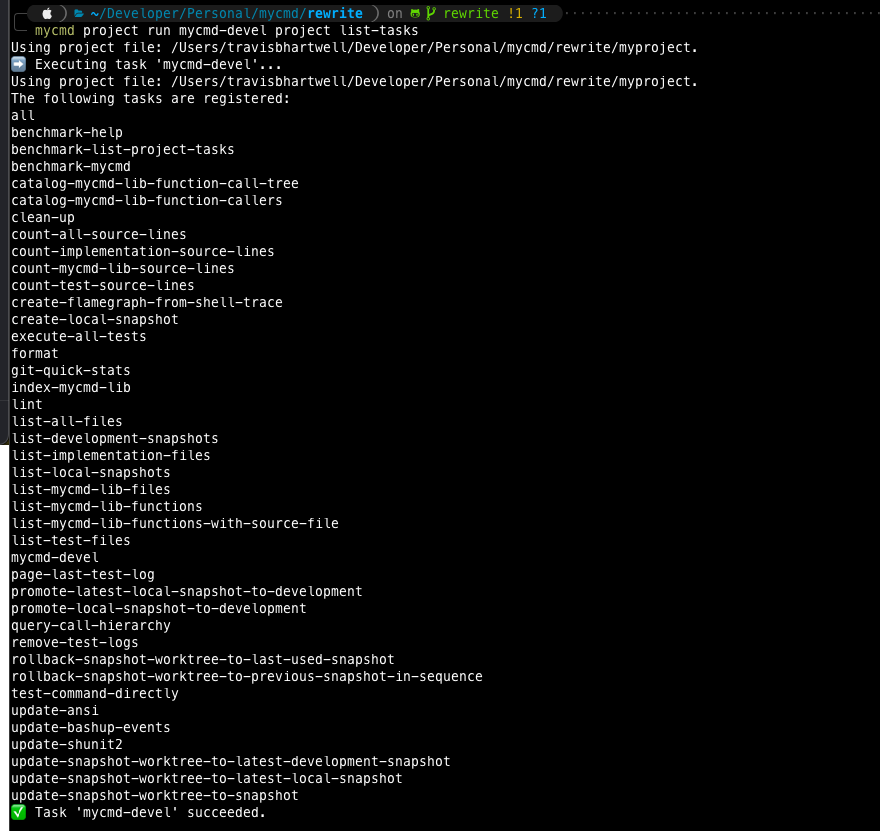 ~/Developer/Personal/mycmd/rewrite ) on rewrite !1 ?1
mycmd project run mycmd-devel project list-tasks
Using project file: /Users/travisbhartwell/Developer/Personal/mycmd/rewrite/myproject.
➡️ Executing task 'mycmd-devel'...
Using project file: /Users/travisbhartwell/Developer/Personal/mycmd/rewrite/myproject.
The following tasks are registered:
all
benchmark-help
benchmark-list-project-tasks
benchmark-mycmd
catalog-mycmd-lib-function-call-tree
catalog-mycmd-lib-function-callers
clean-up
count-all-source-lines
count-implementation-source-lines
count-mycmd-lib-source-lines
count-test-source-lines
create-flamegraph-from-shell-trace
create-local-snapshot
execute-all-tests
format
git-quick-stats
index-mycmd-lib
lint
list-all-files
list-development-snapshots
list-implementation-files
list-local-snapshots
list-mycmd-lib-files
list-mycmd-lib-functions
list-mycmd-lib-functions-with-source-file
list-test-files
mycmd-devel
page-last-test-log
promote-latest-local-snapshot-to-development
promote-local-snapshot-to-development
query-call-hierarchy
remove-test-logs
rollback-snapshot-worktree-to-last-used-snapshot
rollback-snapshot-worktree-to-previous-snapshot-in-sequence
test-command-directly
update-ansi
update-bashup-events
update-shunit2
update-snapshot-worktree-to-latest-development-snapshot
update-snapshot-worktree-to-latest-local-snapshot
update-snapshot-worktree-to-snapshot
✅ Task 'mycmd-devel' succeeded.